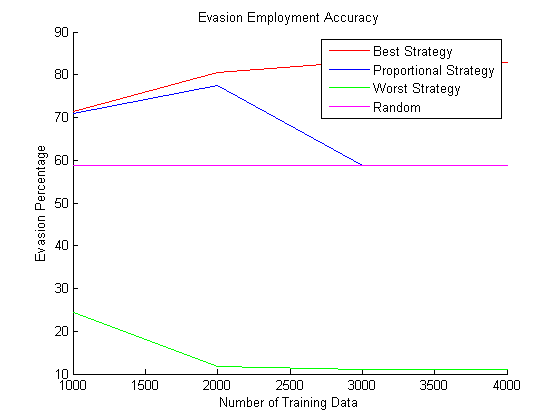 Evasion Employment Accuracy
Best Strategy
Proportional Strategy
Worst Strategy
Random
90
80
70
60
50
40
30
20
10
Evasion Percentage
1000 1500 2000 2500 3000 3500 4000
Number of Training Data